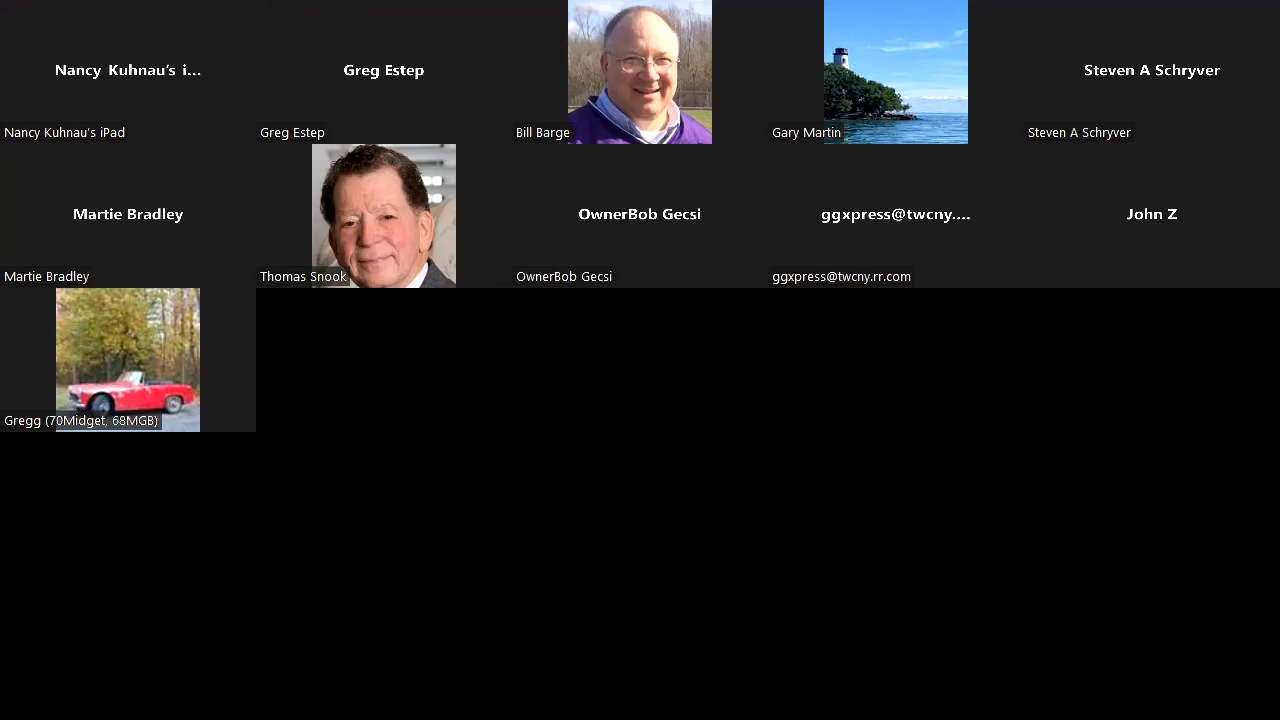 Nancy Kuhnau's i...
Greg Estep
Steven A Schryver
Nancy Kuhnau's iPad
Greg Estep
Bill Barge
Gary Martin
Steven A Schryver
Martie Bradley
OwnerBob Gecsi
ggxpress@twcny....
John Z
Martie Bradley
Thomas Snook
OwnerBob Gecsi
ggxpress@twcny.rr.com
Gregg (70Midget, 68MGB)